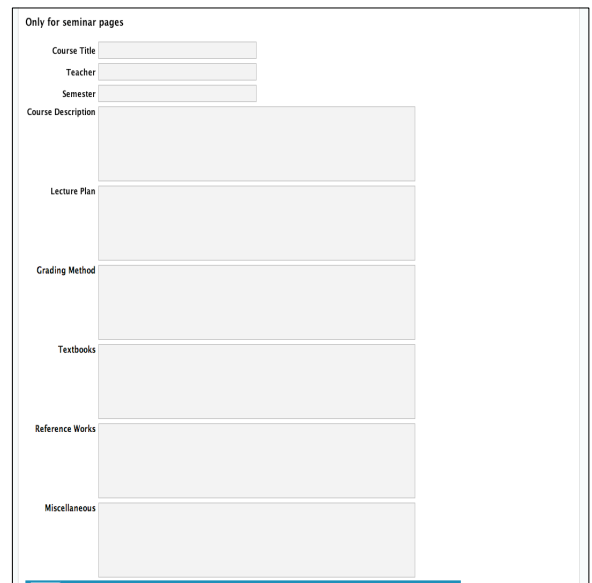 Only for seminar pages
Course Title
Teacher
Semester
Course Description
Lecture Plan
Grading Method
Textbooks
Reference Works
Miscellaneous